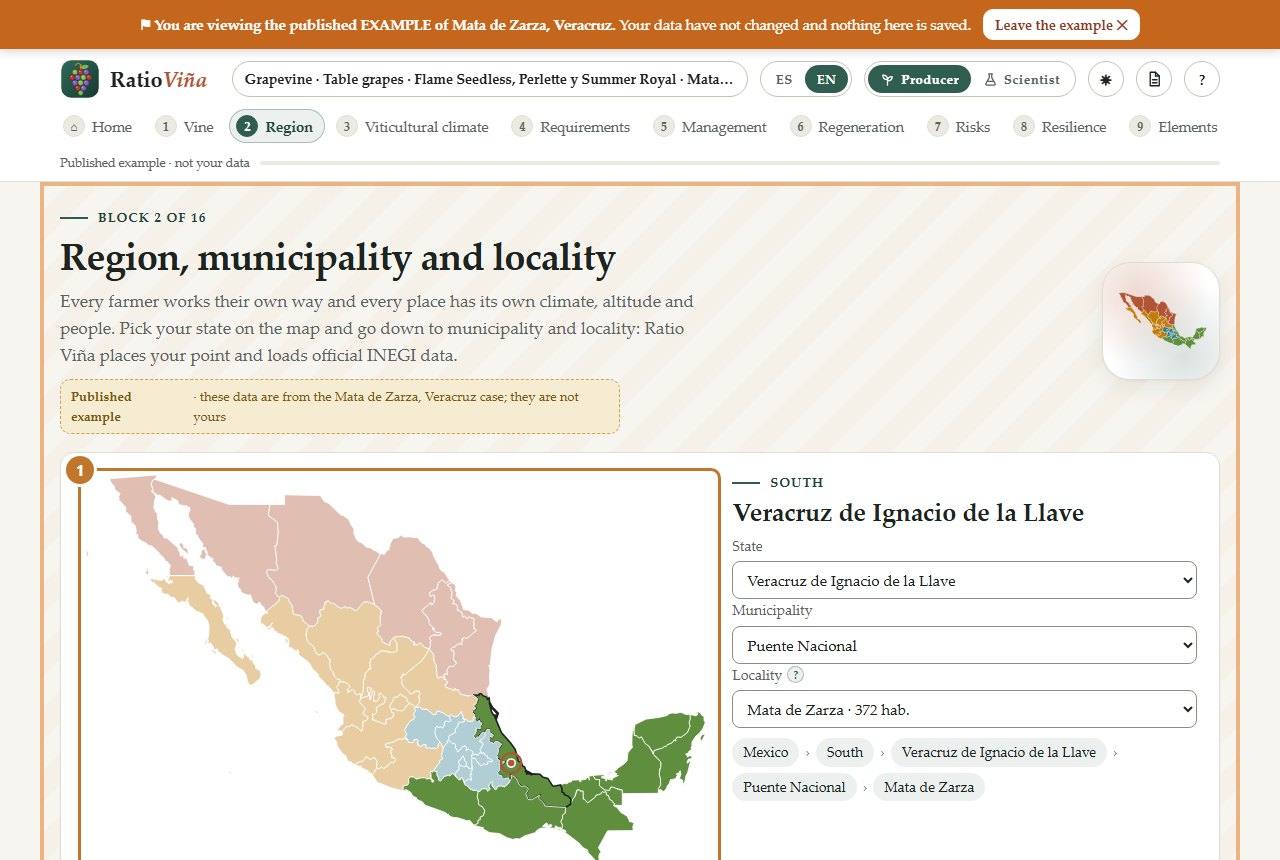 ⚑ You are viewing the published EXAMPLE of Mata de Zarza, Veracruz. Your data have not changed and nothing here is saved. Leave the example ✕
RatioViña
Grapevine · Table grapes · Flame Seedless, Perlette y Summer Royal · Mata…
ES EN
Producer Scientist
?
⌂ Home
1 Vine
2 Region
3 Viticultural climate
4 Requirements
5 Management
6 Regeneration
7 Risks
8 Resilience
9 Elements
Published example · not your data
BLOCK 2 OF 16
Region, municipality and locality
Every farmer works their own way and every place has its own climate, altitude and
people. Pick your state on the map and go down to municipality and locality: Ratio
Viña places your point and loads official INEGI data.
Published example · these data are from the Mata de Zarza, Veracruz case; they are not yours
1
SOUTH
Veracruz de Ignacio de la Llave
State
Veracruz de Ignacio de la Llave
Municipality
Puente Nacional
Locality ?
Mata de Zarza · 372 hab.
Mexico › South › Veracruz de Ignacio de la Llave ›
Puente Nacional › Mata de Zarza